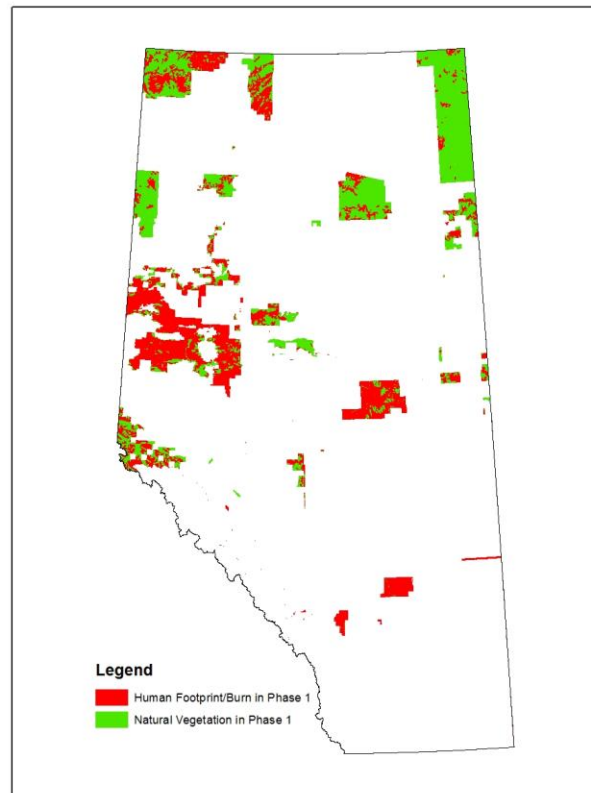 Legend
Human Footprint/Burn in Phase 1
Natural Vegetation in Phase 1